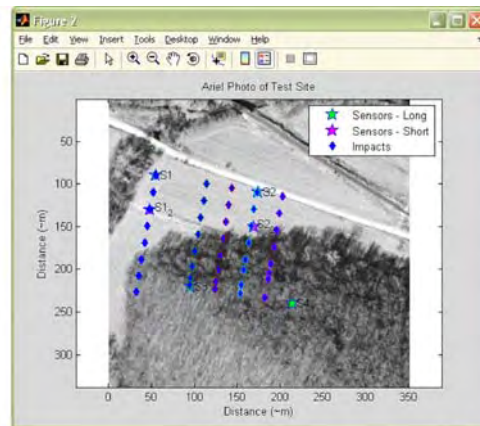 Figure 2
File Edit View Insert Tools Desktop Window Help
Ariel Photo of Test Site
Sensors - Long
Sensors - Short
Impacts
50
100
150
200
250
300
Distance (~m)
S1
S1₂
S2
S2
0 50 100 150 200 250 300 350
Distance (~m)